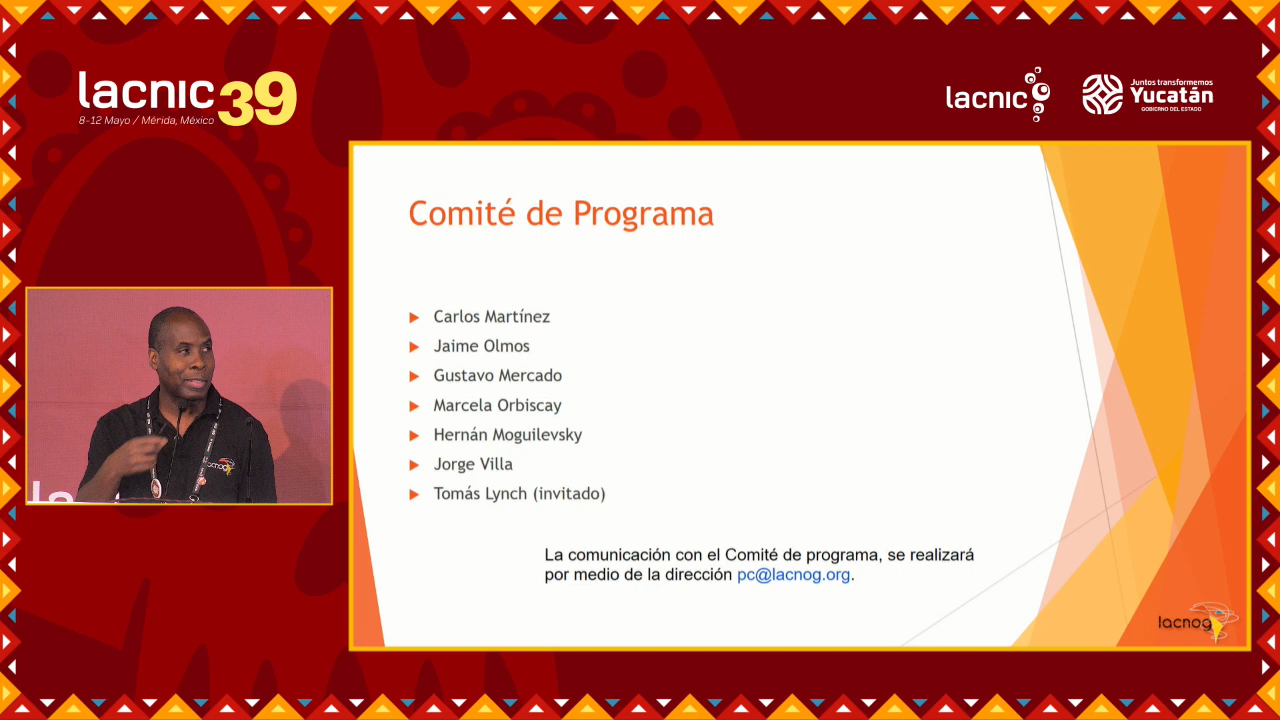 lacnic39
8-12 Mayo / Mérida, México
lacnic
Juntos transformemos
Yucatán
GOBIERNO DEL ESTADO
Comité de Programa
Carlos Martínez
Jaime Olmos
Gustavo Mercado
Marcela Orbiscay
Hernán Moguilevsky
Jorge Villa
Tomás Lynch (invitado)
La comunicación con el Comité de programa, se realizará
por medio de la dirección pc@lacnog.org.
lacnog
lacnog
la